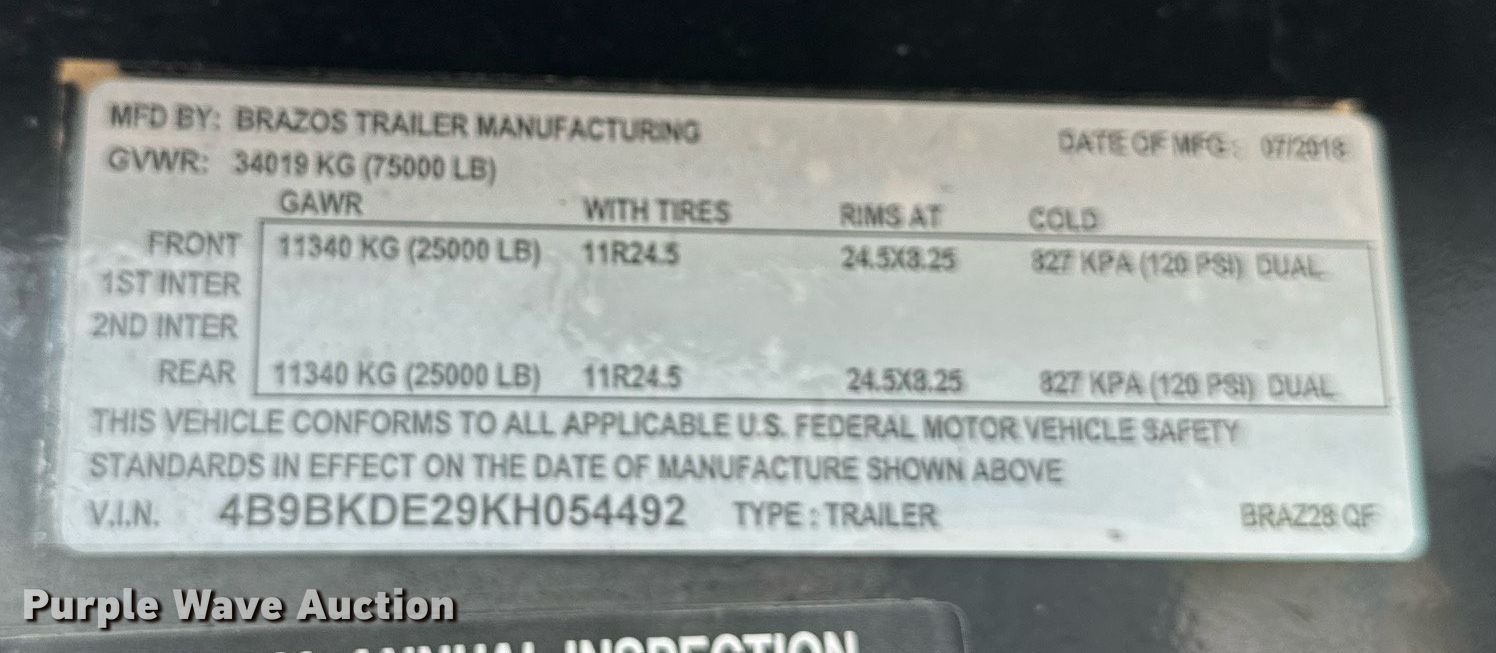 MFD BY: BRAZOS TRAILER MANUFACTURING DATE OF MFG: 07/2018
GVWR: 34019 KG (75000 LB)
GAWR WITH TIRES RIMS AT COLD
FRONT 11340 KG (25000 LB) 11R24.5 24.5X8.25 827 KPA (120 PSI) DUAL
1ST INTER
2ND INTER
REAR 11340 KG (25000 LB) 11R24.5 24.5X8.25 827 KPA (120 PSI) DUAL
THIS VEHICLE CONFORMS TO ALL APPLICABLE U.S. FEDERAL MOTOR VEHICLE SAFETY
STANDARDS IN EFFECT ON THE DATE OF MANUFACTURE SHOWN ABOVE
V.I.N. 4B9BKDE29KH054492 TYPE: TRAILER BRAZ28 QF
Purple Wave Auction
ANNUAL INSPECTION